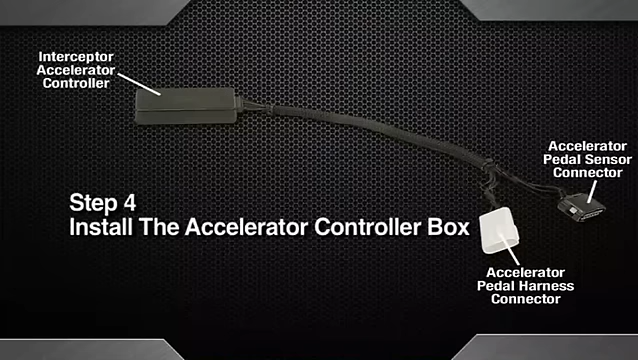 Interceptor
Accelerator
Controller
Accelerator
Pedal Sensor
Connector
Step 4
Install The Accelerator Controller Box
Accelerator
Pedal Harness
Connector